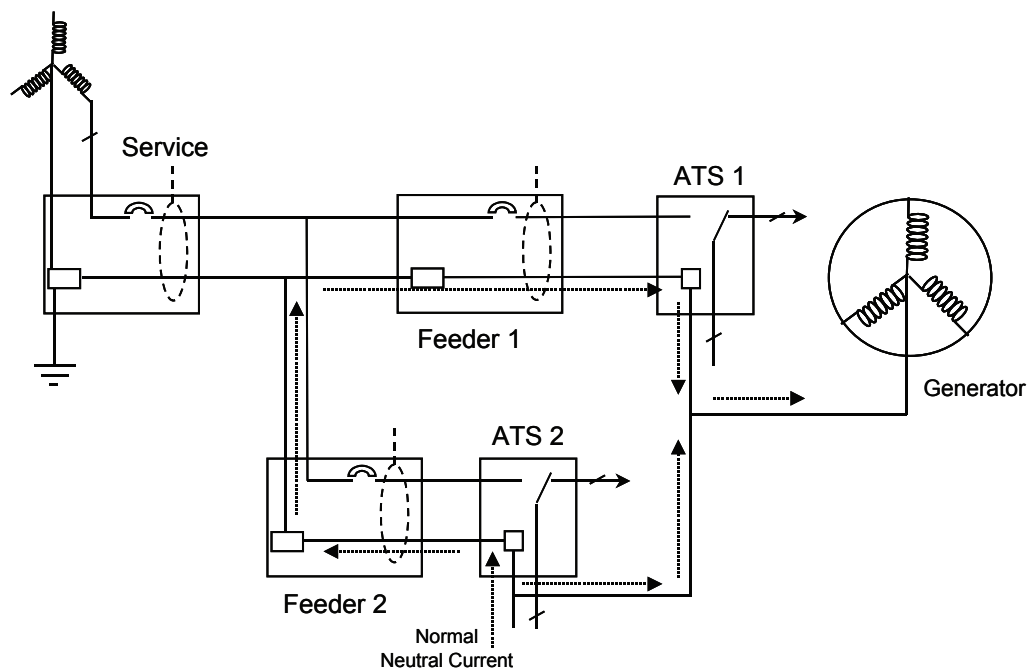 Service
ATS 1
Feeder 1
Generator
ATS 2
Feeder 2
Normal
Neutral Current